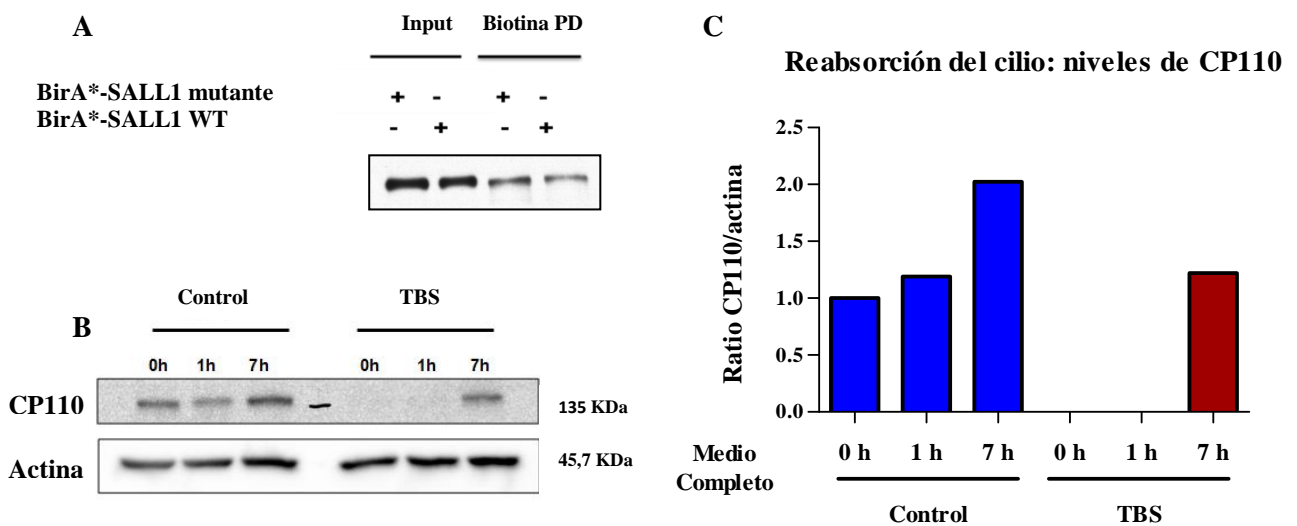 A
Input Biotina PD
BirA*-SALL1 mutante + - + -
BirA*-SALL1 WT - + - +
B
Control TBS
0h 1h 7h 0h 1h 7h
CP110 135 KDa
Actina 45,7 KDa
C
Reabsorción del cilio: niveles de CP110
Ratio CP110/actina
2.5
2.0
1.5
1.0
0.5
0.0
Medio Completo 0 h 1 h 7 h 0 h 1 h 7 h
Control TBS